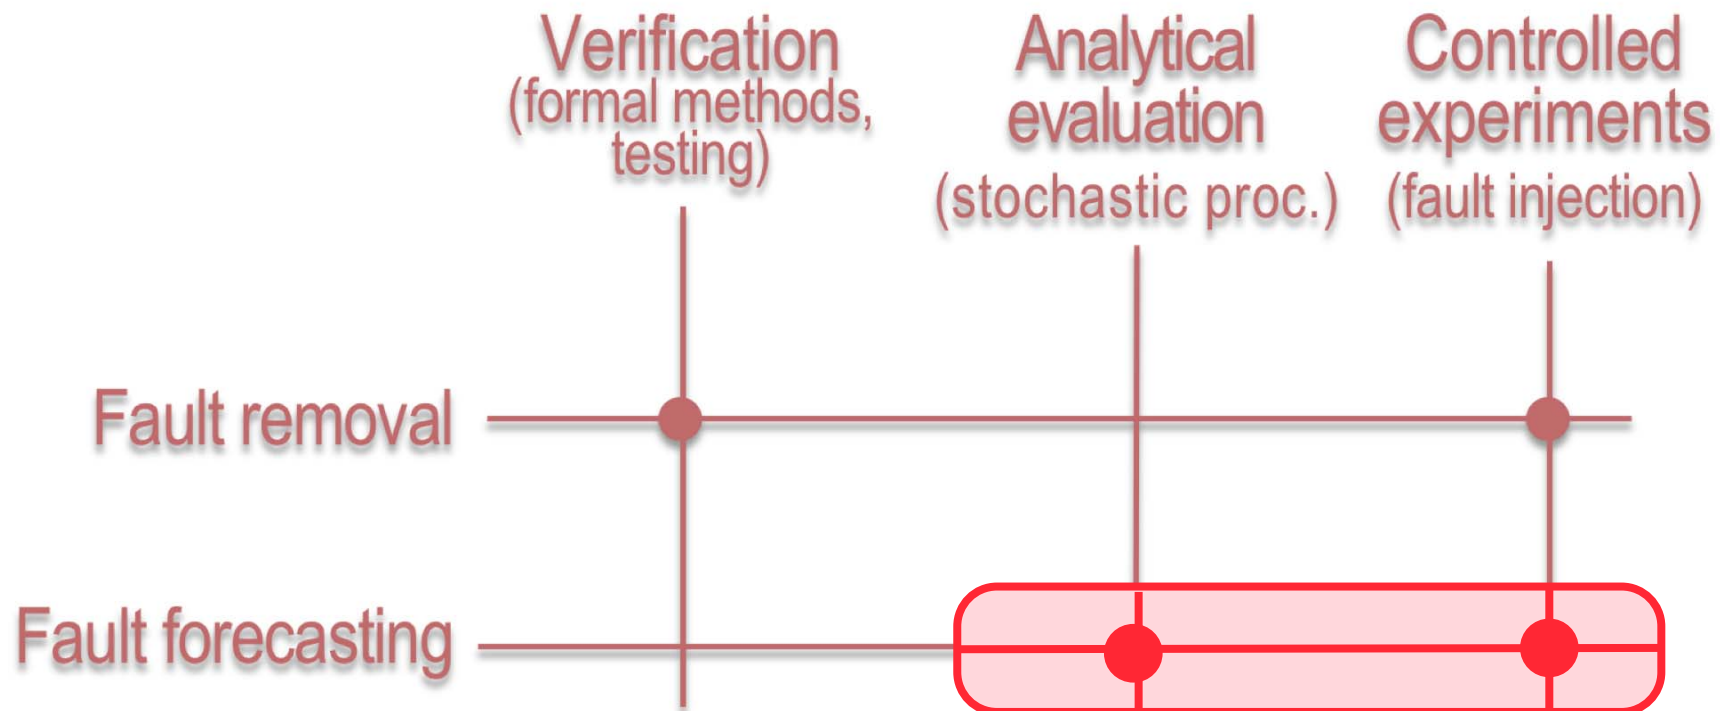 Verification
(formal methods,
testing)
Analytical
evaluation
(stochastic proc.)
Controlled
experiments
(fault injection)
Fault removal
Fault forecasting